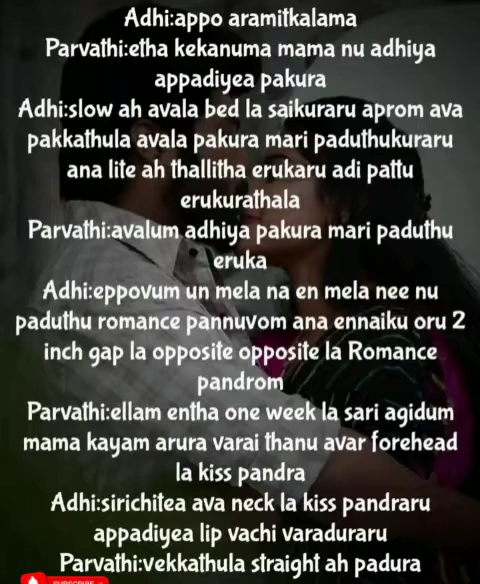 Adhi:appo aramitkalama
Parvathi:etha kekanuma mama nu adhiya
appadiyea pakura
Adhi:slow ah avala bed la saikuraru aprom ava
pakkathula avala pakura mari paduthukuraru
ana lite ah thallitha erukaru adi pattu
erukurathala
Parvathi:avalum adhiya pakura mari paduthu
eruka
Adhi:eppovum un mela na en mela nee nu
paduthu romance pannuvom ana ennaiku oru 2
inch gap la opposite opposite la Romance
pandrom
Parvathi:ellam entha one week la sari agidum
mama kayam arura varai thanu avar forehead
la kiss pandra
Adhi:sirichitea ava neck la kiss pandraru
appadiyea lip vachi varaduraru
Parvathi:vekkathula straight ah padura
SUBSCRIBE